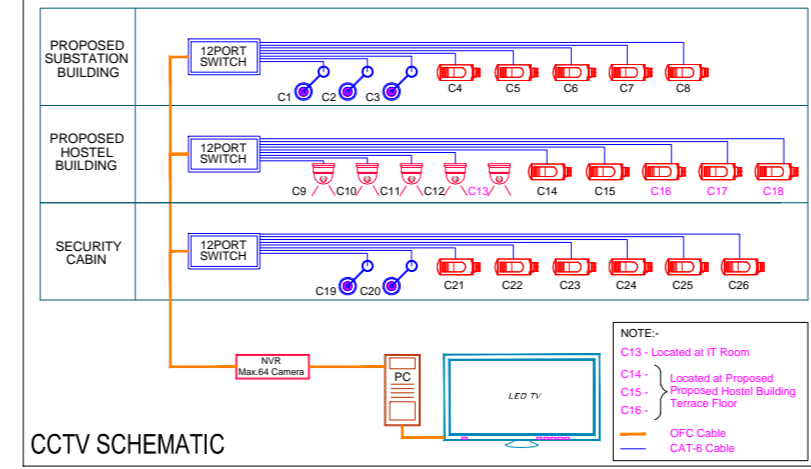 PROPOSED
SUBSTATION
BUILDING
12PORT
SWITCH
C1 C2 C3 C4 C5 C6 C7 C8
PROPOSED
HOSTEL
BUILDING
12PORT
SWITCH
C9 C10 C11 C12 C13 C14 C15 C16 C17 C18
SECURITY
CABIN
12PORT
SWITCH
C19 C20 C21 C22 C23 C24 C25 C26
NVR
Max.64 Camera
PC
LED TV
NOTE:-
C13 - Located at IT Room
C14 -
C15 -
C16 -
Located at Proposed
Proposed Hostel Building
Terrace Floor
OFC Cable
CAT-6 Cable
CCTV SCHEMATIC